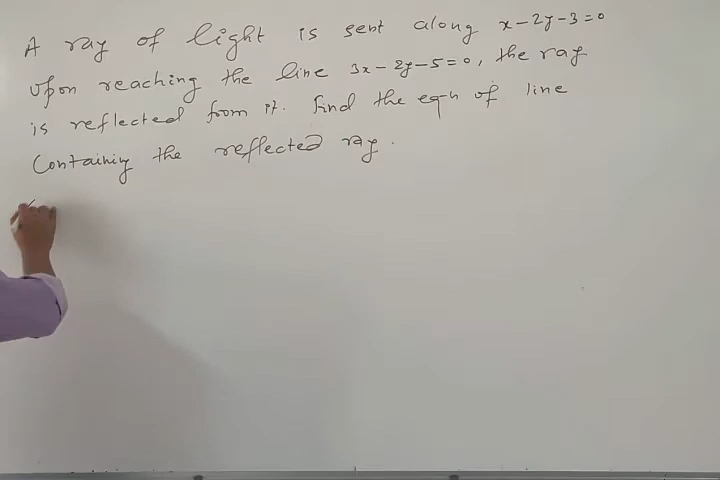 A ray of light is sent along x-2y-3=0
upon reaching the line 3x-2y-5=0, the ray
is reflected from it. find the eq-n of line
Containing the reflected ray.